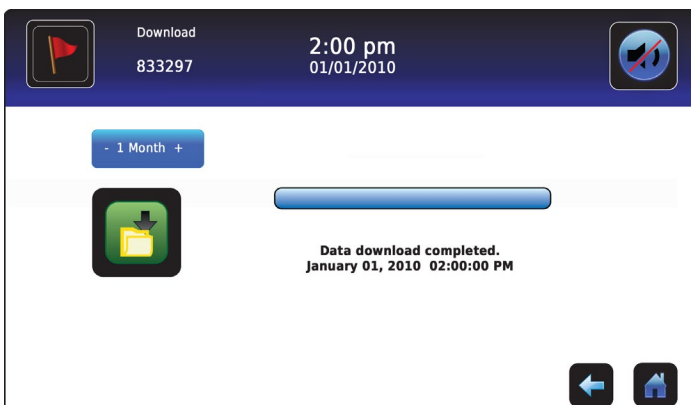 Download
833297
2:00 pm
01/01/2010
- 1 Month +
Data download completed.
January 01, 2010 02:00:00 PM